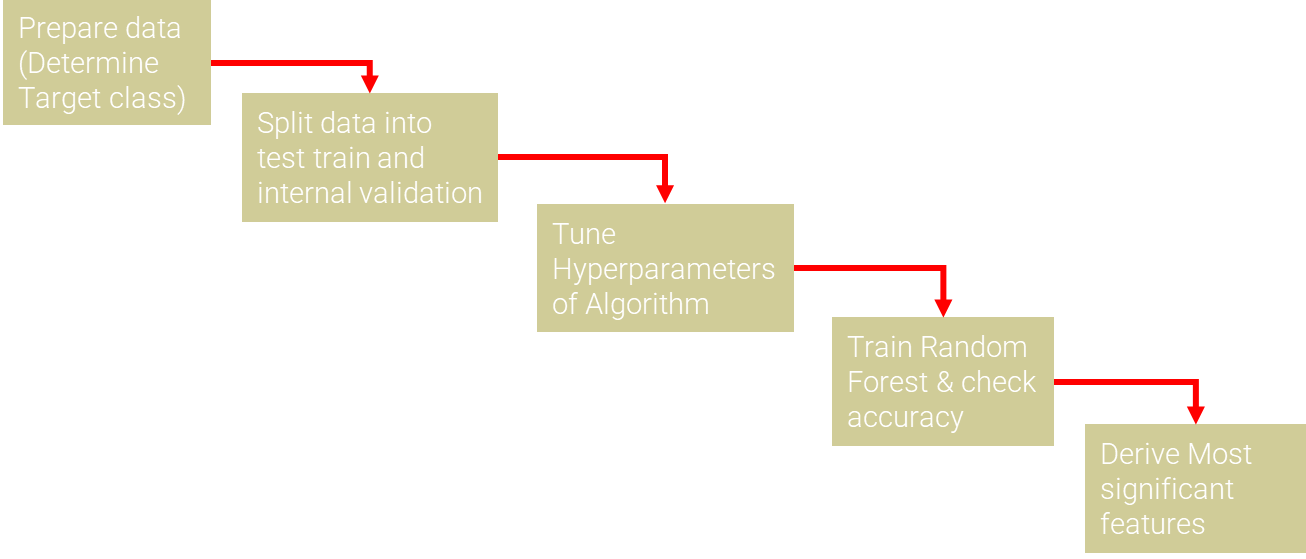 Prepare data
(Determine
Target class)
Split data into
test train and
internal validation
Tune
Hyperparameters
of Algorithm
Train Random
Forest & check
accuracy
Derive Most
significant
features